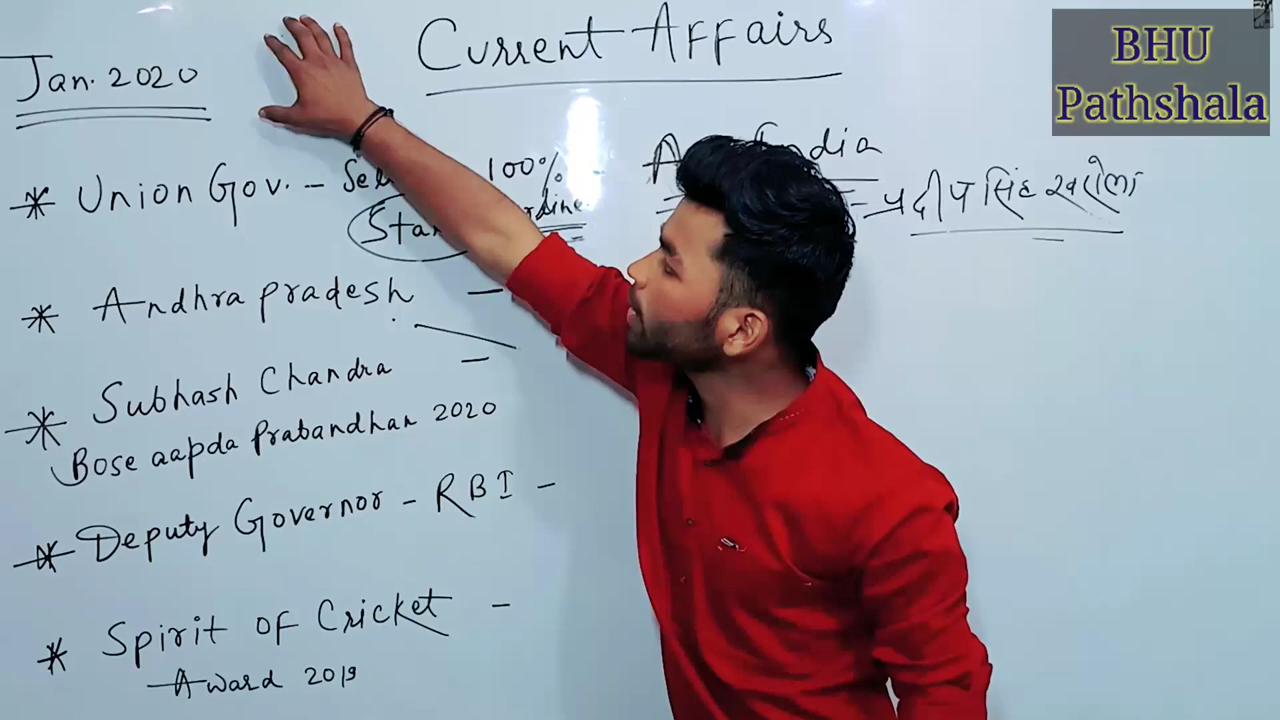 Current Affairs
BHU
Pathshala
Jan. 2020
* Union Gov. - 100% India
प्रदीप सिंह खरोला
* Andhra pradesh -
* Subhash Chandra -
Bose aapda Prabandhan 2020
* Deputy Governor - RBI -
* Spirit of Cricket -
Award 2019